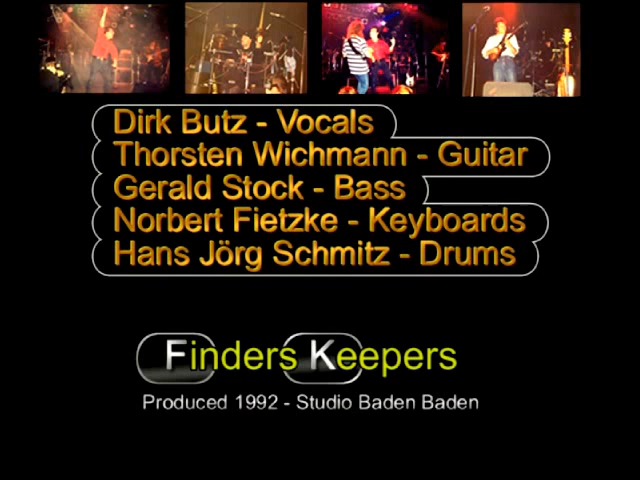 Dirk Butz - Vocals
Thorsten Wichmann - Guitar
Gerald Stock - Bass
Norbert Fietzke - Keyboards
Hans Jörg Schmitz - Drums
Finders Keepers
Produced 1992 - Studio Baden Baden